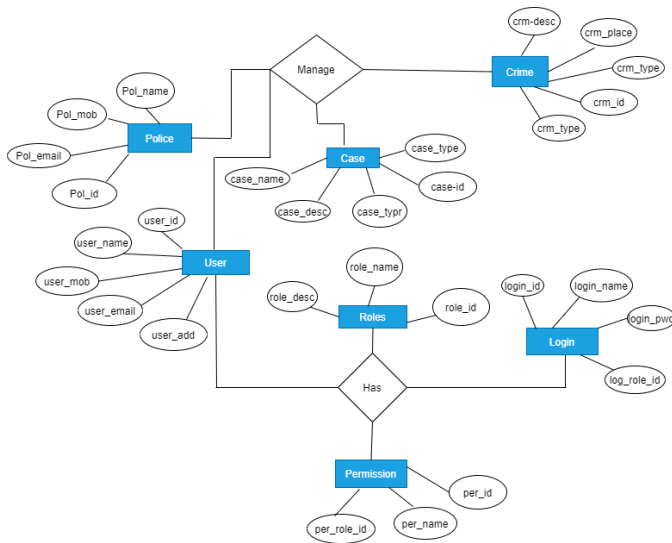 crm-desc
crm_place
Manage
Crime
crm_type
crm_id
crm_type
Pol_name
Pol_mob
Police
Pol_email
Pol_id
case_type
Case
case_name
case-id
case_desc
case_typr
user_id
user_name
User
user_mob
user_email
user_add
role_name
role_desc
role_id
Roles
login_id
login_name
login_pwd
Login
log_role_id
Has
Permission
per_id
per_role_id
per_name